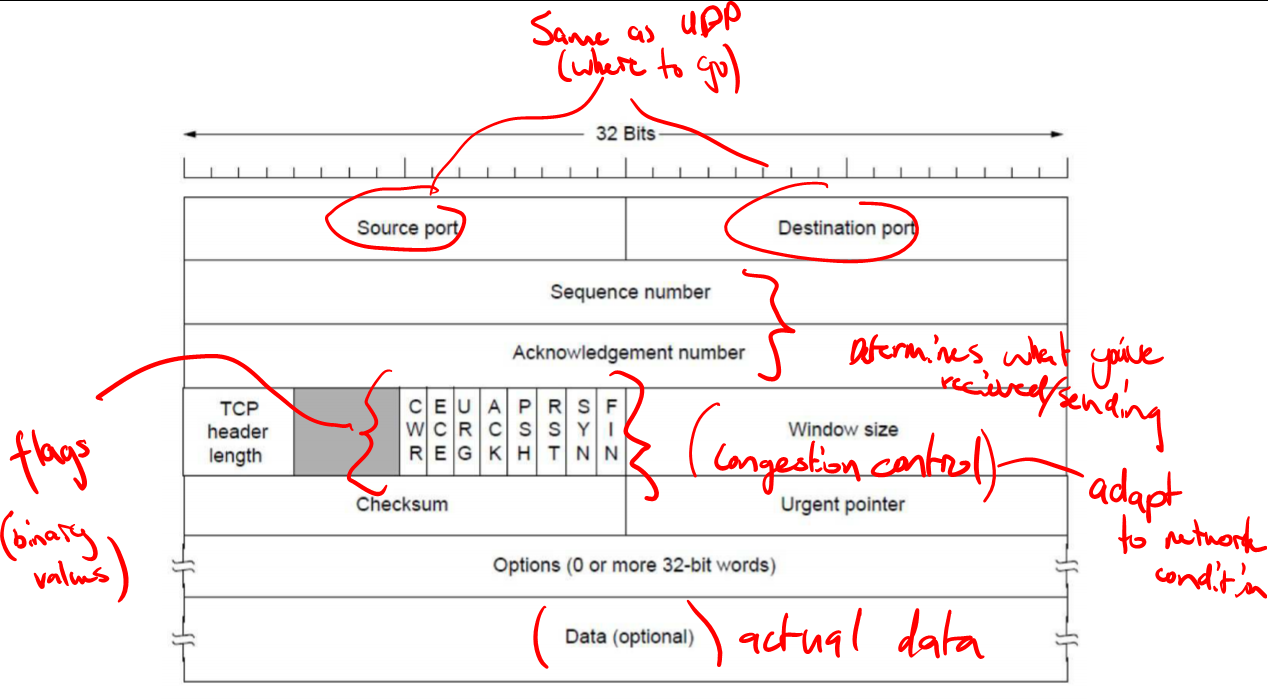 Same as UDP
(where to go)
32 Bits
Source port
Destination port
Sequence number
Acknowledgement number
Determines what you've
recieved/sending
TCP
header
length
C E U A P R S F
W C R C S S Y I
R E G K H T N N
Window size
(congestion control)
adapt
to network
condition
flags
(binary
values)
Checksum
Urgent pointer
Options (0 or more 32-bit words)
Data (optional)
actual data